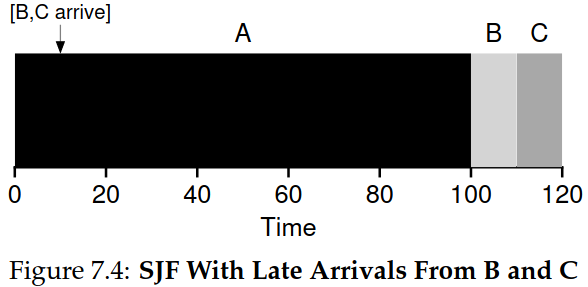 [B,C arrive]
A
B
C
0 20 40 60 80 100 120
Time
Figure 7.4: SJF With Late Arrivals From B and C